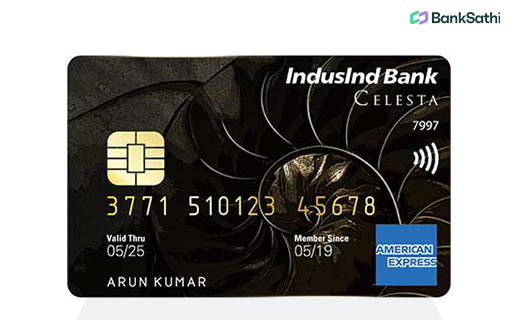 BankSathi
IndusInd Bank
CELESTA
7997
3771 510123 45678
Valid Thru
05/25
Member Since
05/19
ARUN KUMAR
AMERICAN
EXPRESS